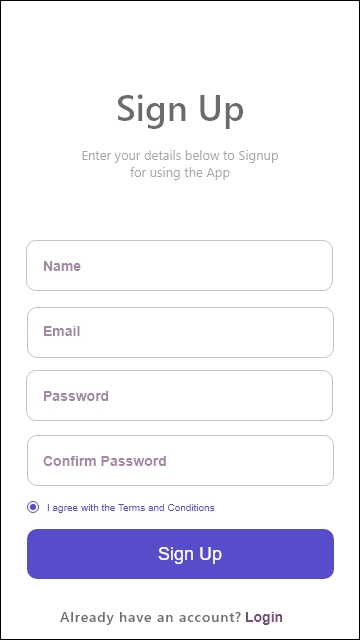 Sign Up
Enter your details below to Signup
for using the App
Name
Email
Password
Confirm Password
I agree with the Terms and Conditions
Sign Up
Already have an account? Login